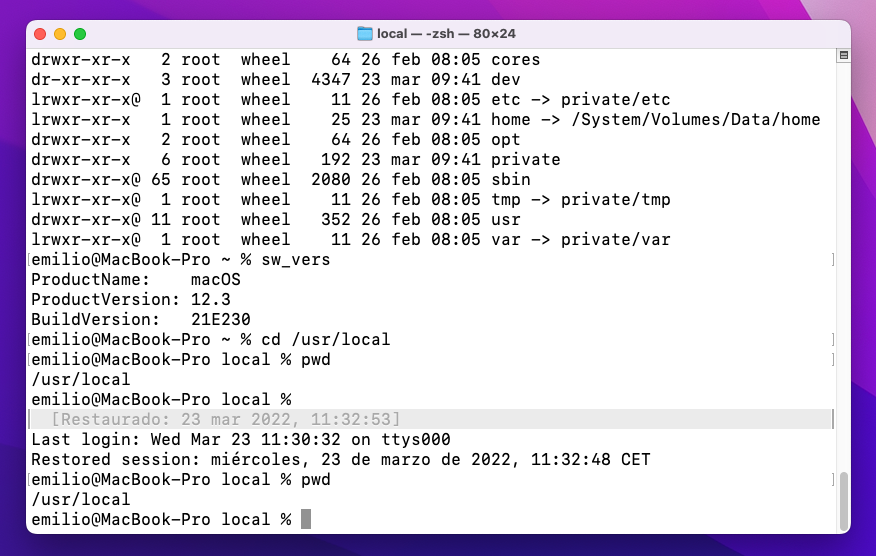 local — -zsh — 80×24
drwxr-xr-x   2 root  wheel    64 26 feb 08:05 cores
dr-xr-xr-x   3 root  wheel  4347 23 mar 09:41 dev
lrwxr-xr-x@  1 root  wheel    11 26 feb 08:05 etc -> private/etc
lrwxr-xr-x   1 root  wheel    25 23 mar 09:41 home -> /System/Volumes/Data/home
drwxr-xr-x   2 root  wheel    64 26 feb 08:05 opt
drwxr-xr-x   6 root  wheel   192 23 mar 09:41 private
drwxr-xr-x@ 65 root  wheel  2080 26 feb 08:05 sbin
lrwxr-xr-x@  1 root  wheel    11 26 feb 08:05 tmp -> private/tmp
drwxr-xr-x@ 11 root  wheel   352 26 feb 08:05 usr
lrwxr-xr-x@  1 root  wheel    11 26 feb 08:05 var -> private/var
[emilio@MacBook-Pro ~ % sw_vers ]
ProductName:    macOS
ProductVersion: 12.3
BuildVersion:   21E230
[emilio@MacBook-Pro ~ % cd /usr/local ]
[emilio@MacBook-Pro local % pwd ]
/usr/local
emilio@MacBook-Pro local %
[Restaurado: 23 mar 2022, 11:32:53]
Last login: Wed Mar 23 11:30:32 on ttys000
Restored session: miércoles, 23 de marzo de 2022, 11:32:48 CET
[emilio@MacBook-Pro local % pwd ]
/usr/local
emilio@MacBook-Pro local %